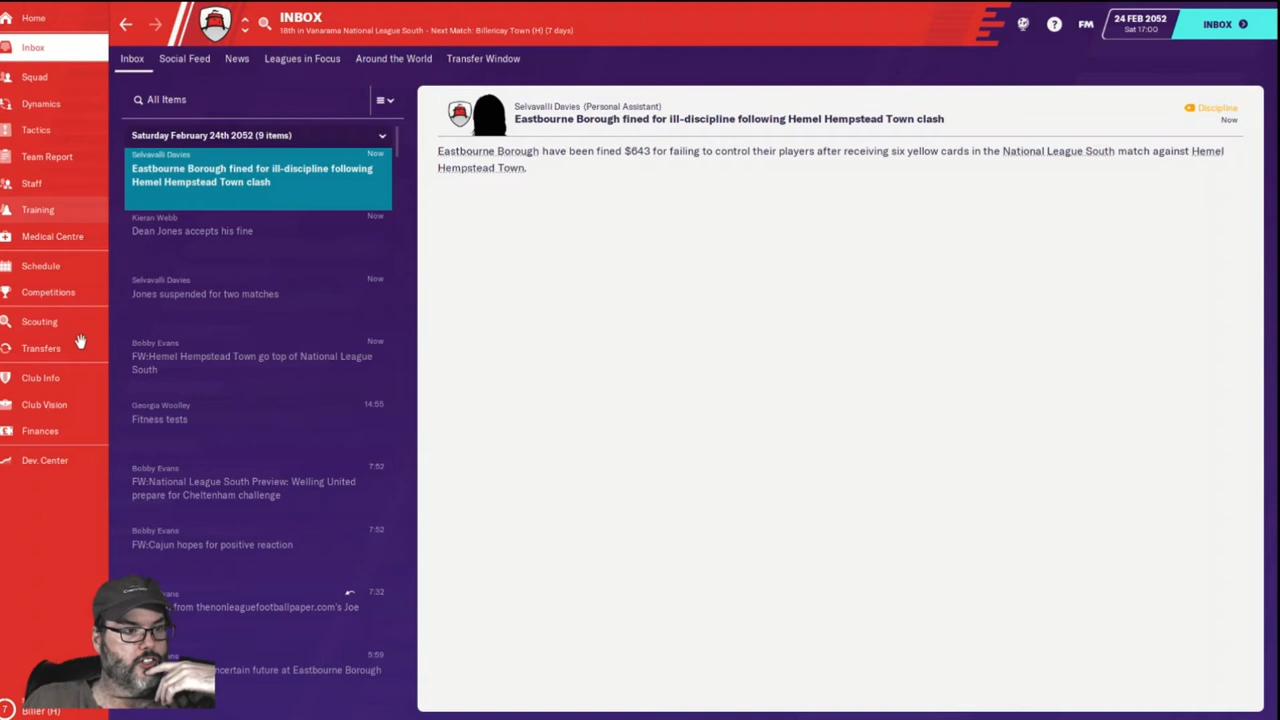 Home
Inbox
Squad
Dynamics
Tactics
Team Report
Staff
Training
Medical Centre
Schedule
Competitions
Scouting
Transfers
Club Info
Club Vision
Finances
Dev. Center
7
Biller (H)
INBOX
18th in Vanarama National League South - Next Match: Billericay Town (H) (7 days)
FM
24 FEB 2052
Sat 17:00
INBOX
Inbox
Social Feed
News
Leagues in Focus
Around the World
Transfer Window
All Items
Saturday February 24th 2052 (9 items)
Selvavalli Davies
Now
Eastbourne Borough fined for ill-discipline following
Hemel Hempstead Town clash
Kieran Webb
Now
Dean Jones accepts his fine
Selvavalli Davies
Now
Jones suspended for two matches
Bobby Evans
Now
FW:Hemel Hempstead Town go top of National League
South
Georgia Woolley
14:55
Fitness tests
Bobby Evans
7:52
FW:National League South Preview: Welling United
prepare for Cheltenham challenge
Bobby Evans
7:52
FW:Cajun hopes for positive reaction
7:32
from thenonleaguefootballpaper.com's Joe
5:59
future at Eastbourne Borough
Selvavalli Davies (Personal Assistant)
Eastbourne Borough fined for ill-discipline following Hemel Hempstead Town clash
Discipline
Now
Eastbourne Borough have been fined $643 for failing to control their players after receiving six yellow cards in the National League South match against Hemel
Hempstead Town.